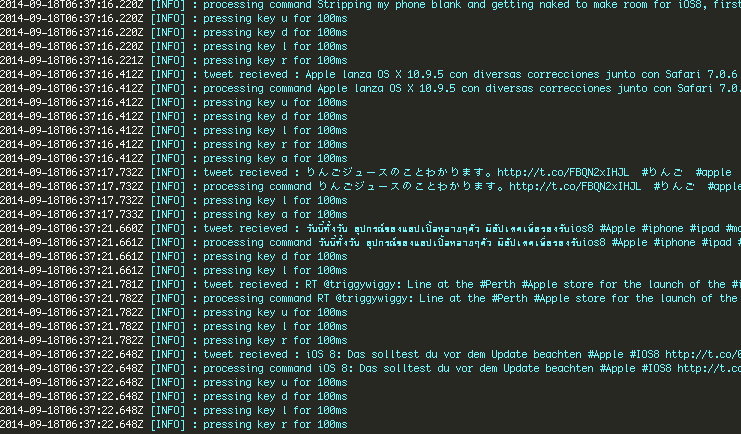 2014-09-18T06:37:16.220Z [INFO] : processing command Stripping my phone blank and getting naked to make room for iOS8, first
2014-09-18T06:37:16.220Z [INFO] : pressing key u for 100ms
2014-09-18T06:37:16.220Z [INFO] : pressing key d for 100ms
2014-09-18T06:37:16.220Z [INFO] : pressing key l for 100ms
2014-09-18T06:37:16.221Z [INFO] : pressing key r for 100ms
2014-09-18T06:37:16.412Z [INFO] : tweet recieved : Apple lanza OS X 10.9.5 con diversas correcciones junto con Safari 7.0.6
2014-09-18T06:37:16.412Z [INFO] : processing command Apple lanza OS X 10.9.5 con diversas correcciones junto con Safari 7.0.
2014-09-18T06:37:16.412Z [INFO] : pressing key u for 100ms
2014-09-18T06:37:16.412Z [INFO] : pressing key d for 100ms
2014-09-18T06:37:16.412Z [INFO] : pressing key l for 100ms
2014-09-18T06:37:16.412Z [INFO] : pressing key r for 100ms
2014-09-18T06:37:16.412Z [INFO] : pressing key a for 100ms
2014-09-18T06:37:17.732Z [INFO] : tweet recieved : りんごジュースのことわかります。http://t.co/FBQN2xIHJL #りんご #apple
2014-09-18T06:37:17.732Z [INFO] : processing command りんごジュースのことわかります。http://t.co/FBQN2xIHJL #りんご #appl
2014-09-18T06:37:17.732Z [INFO] : pressing key l for 100ms
2014-09-18T06:37:17.733Z [INFO] : pressing key a for 100ms
2014-09-18T06:37:21.660Z [INFO] : tweet recieved : วันนี้ทั้งวัน อุปกรณ์ของแอปเปิ้ลหลายๆตัว มีอัปเดตเพื่อรองรับios8 #Apple #iphone #ipad #ma
2014-09-18T06:37:21.661Z [INFO] : processing command วันนี้ทั้งวัน อุปกรณ์ของแอปเปิ้ลหลายๆตัว มีอัปเดตเพื่อรองรับios8 #Apple #iphone #ipad #
2014-09-18T06:37:21.661Z [INFO] : pressing key d for 100ms
2014-09-18T06:37:21.661Z [INFO] : pressing key l for 100ms
2014-09-18T06:37:21.781Z [INFO] : tweet recieved : RT @triggywiggy: Line at the #Perth #Apple store for the launch of the #i
2014-09-18T06:37:21.782Z [INFO] : processing command RT @triggywiggy: Line at the #Perth #Apple store for the launch of the
2014-09-18T06:37:21.782Z [INFO] : pressing key u for 100ms
2014-09-18T06:37:21.782Z [INFO] : pressing key l for 100ms
2014-09-18T06:37:21.782Z [INFO] : pressing key r for 100ms
2014-09-18T06:37:22.648Z [INFO] : tweet recieved : iOS 8: Das solltest du vor dem Update beachten #Apple #IOS8 http://t.co/
2014-09-18T06:37:22.648Z [INFO] : processing command iOS 8: Das solltest du vor dem Update beachten #Apple #IOS8 http://t.c
2014-09-18T06:37:22.648Z [INFO] : pressing key u for 100ms
2014-09-18T06:37:22.648Z [INFO] : pressing key d for 100ms
2014-09-18T06:37:22.648Z [INFO] : pressing key l for 100ms
2014-09-18T06:37:22.648Z [INFO] : pressing key r for 100ms